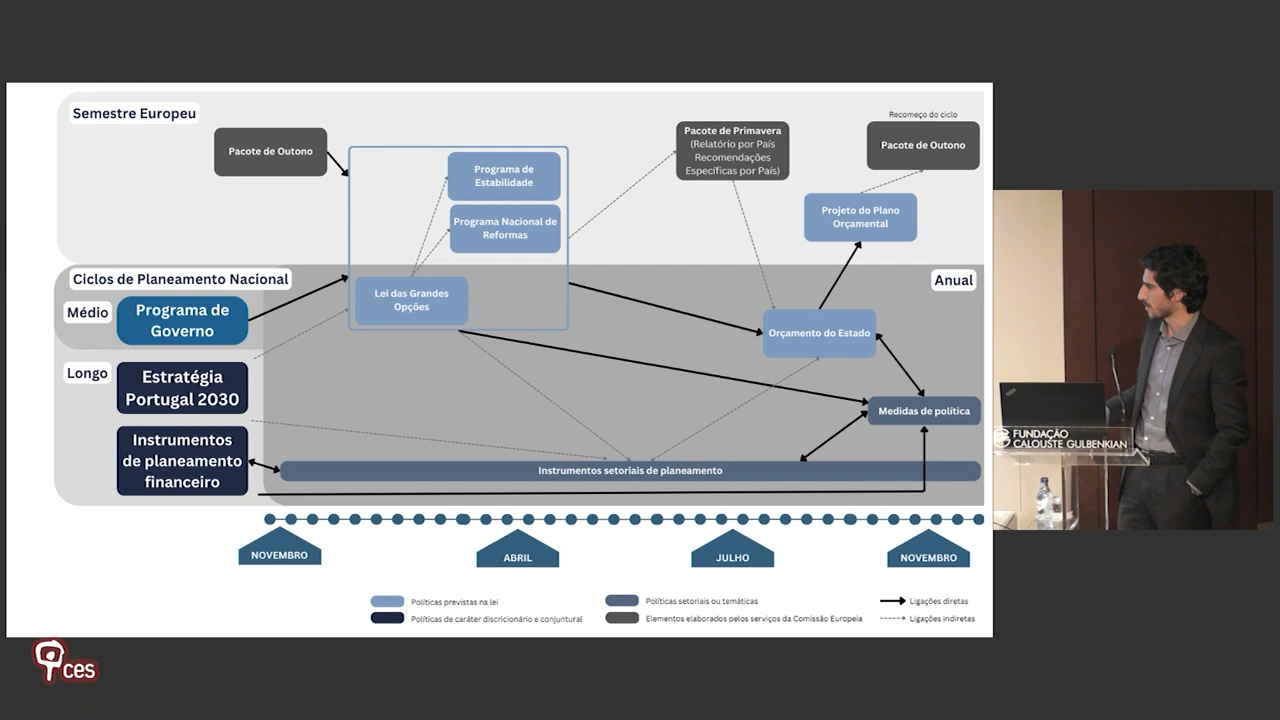 Semestre Europeu
Pacote de Outono
Programa de
Estabilidade
Programa Nacional de
Reformas
Pacote de Primavera
(Relatório por País
Recomendações
Específicas por País)
Recomeço do ciclo
Pacote de Outono
Projeto do Plano
Orçamental
Ciclos de Planeamento Nacional
Anual
Médio
Programa de
Governo
Lei das Grandes
Opções
Orçamento do Estado
Longo
Estratégia
Portugal 2030
Medidas de política
Instrumentos
de planeamento
financeiro
Instrumentos setoriais de planeamento
NOVEMBRO
ABRIL
JULHO
NOVEMBRO
Políticas previstas na lei
Políticas de caráter discricionário e conjuntural
Políticas setoriais ou temáticas
Elementos elaborados pelos serviços da Comissão Europeia
Ligações diretas
Ligações indiretas
FUNDAÇÃO
CALOUSTE GULBENKIAN
ces